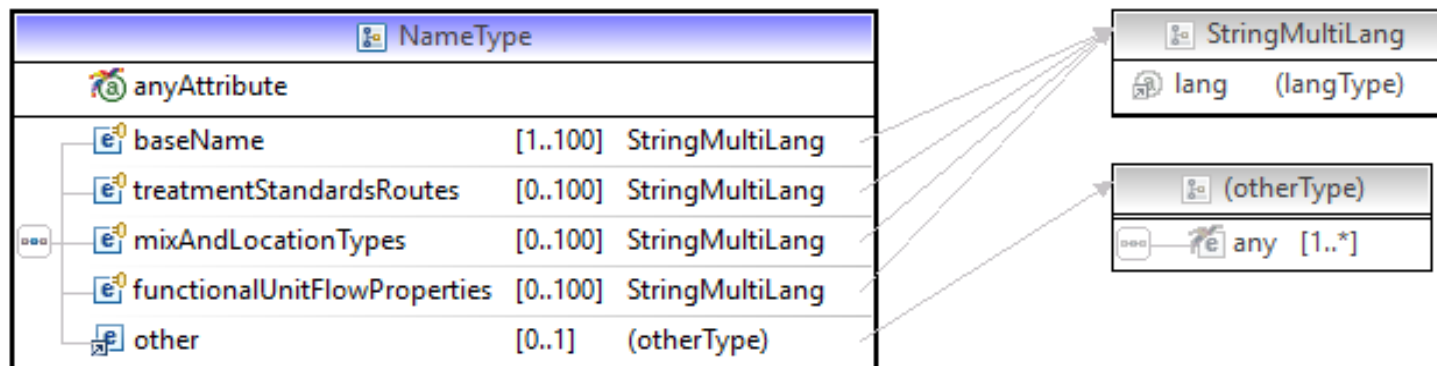 NameType
anyAttribute
baseName [1..100] StringMultiLang
treatmentStandardsRoutes [0..100] StringMultiLang
mixAndLocationTypes [0..100] StringMultiLang
functionalUnitFlowProperties [0..100] StringMultiLang
other [0..1] (otherType)
StringMultiLang
lang (langType)
(otherType)
any [1..*]